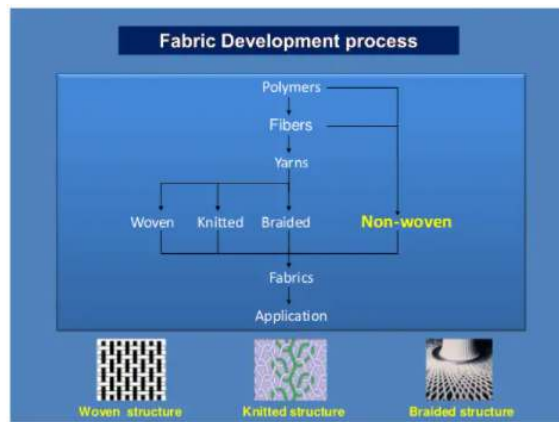 Fabric Development process
Polymers
Fibers
Yarns
Woven Knitted Braided Non-woven
Fabrics
Application
Woven structure Knitted structure Braided structure